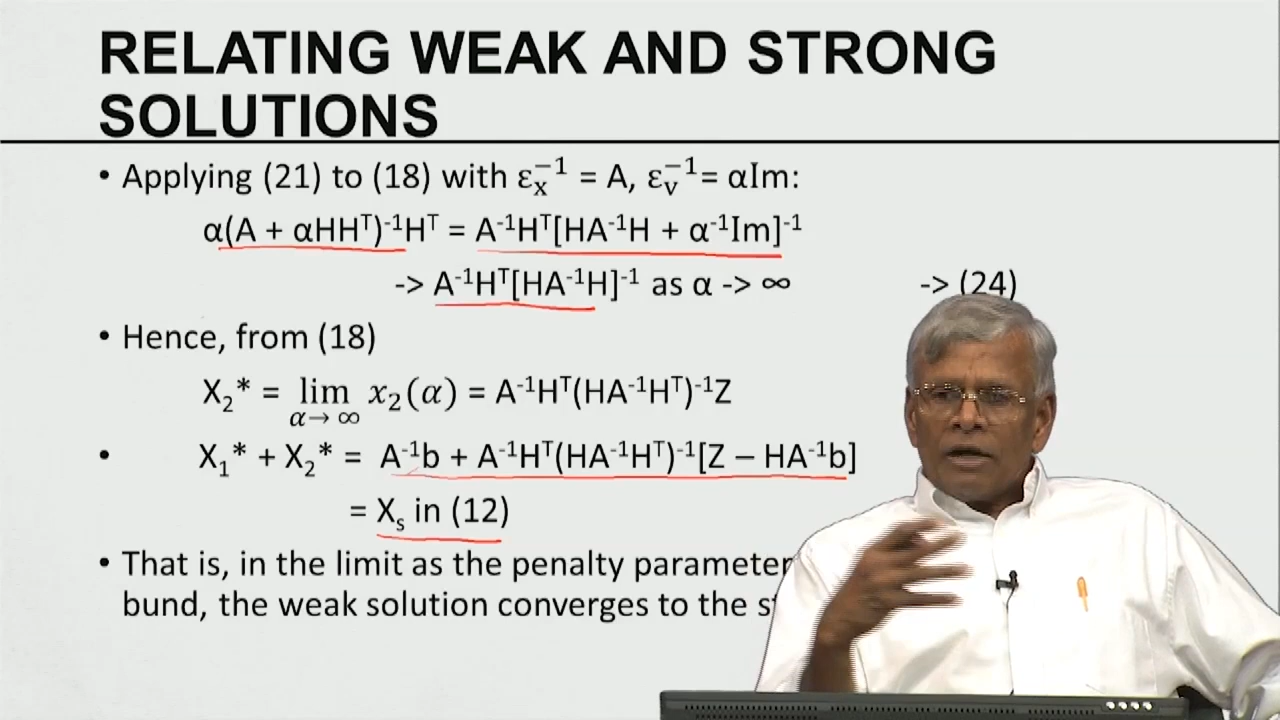 RELATING WEAK AND STRONG
SOLUTIONS
• Applying (21) to (18) with εₓ⁻¹ = A, εᵥ⁻¹= αIm:
α(A + αHHᵀ)⁻¹Hᵀ = A⁻¹Hᵀ[HA⁻¹H + α⁻¹Im]⁻¹
-> A⁻¹Hᵀ[HA⁻¹H]⁻¹ as α -> ∞ -> (24)
• Hence, from (18)
X₂* = lim x₂(α) = A⁻¹Hᵀ(HA⁻¹Hᵀ)⁻¹Z
α→ ∞
• X₁* + X₂* = A⁻¹b + A⁻¹Hᵀ(HA⁻¹Hᵀ)⁻¹[Z – HA⁻¹b]
= Xₛ in (12)
• That is, in the limit as the penalty parameter
bund, the weak solution converges to the